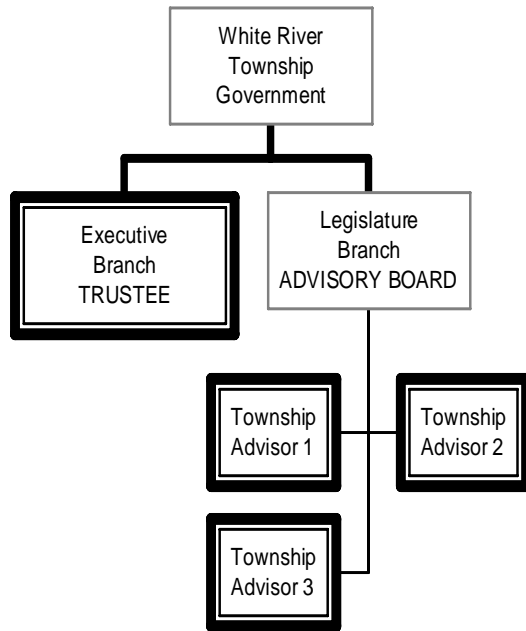 White River
Township
Government
Executive
Branch
TRUSTEE
Legislature
Branch
ADVISORY BOARD
Township
Advisor 1
Township
Advisor 2
Township
Advisor 3